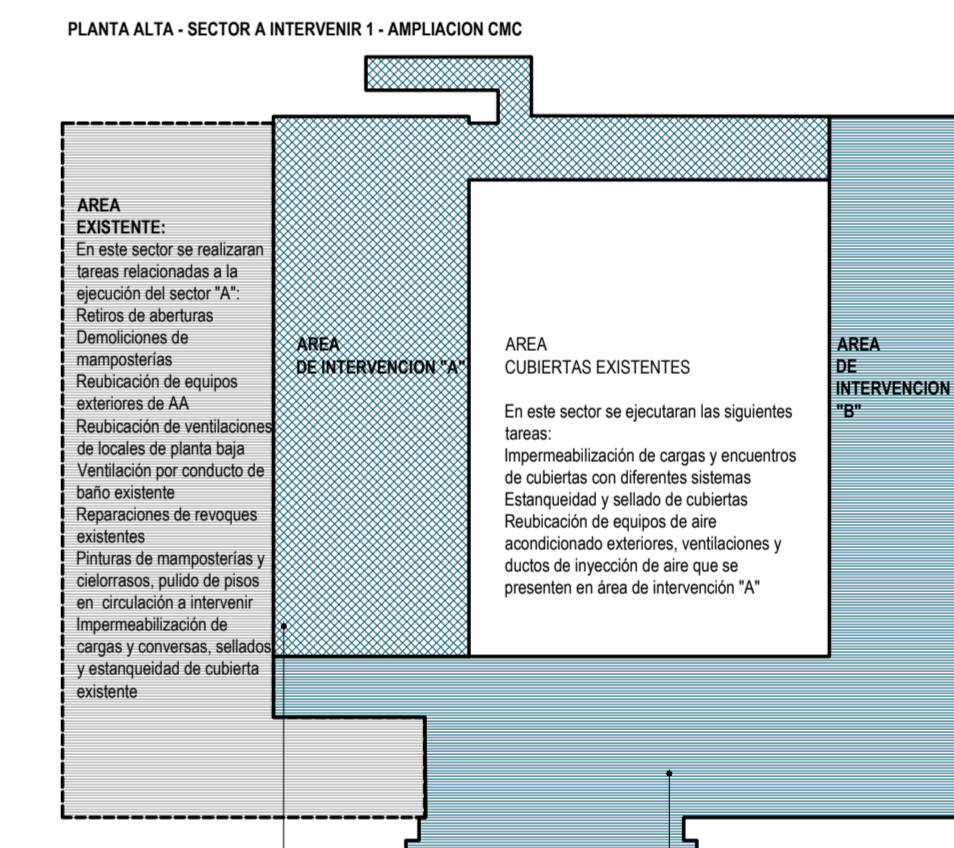 PLANTA ALTA - SECTOR A INTERVENIR 1 - AMPLIACION CMC
AREA
EXISTENTE:
En este sector se realizaran
tareas relacionadas a la
ejecución del sector "A":
Retiros de aberturas
Demoliciones de
mamposterías
Reubicación de equipos
exteriores de AA
Reubicación de ventilaciones
de locales de planta baja
Ventilación por conducto de
baño existente
Reparaciones de revoques
existentes
Pinturas de mamposterías y
cielorrasos, pulido de pisos
en circulación a intervenir
Impermeabilización de
cargas y conversas, sellados
y estanqueidad de cubierta
existente
AREA
DE INTERVENCION "A"
AREA
CUBIERTAS EXISTENTES
En este sector se ejecutaran las siguientes
tareas:
Impermeabilización de cargas y encuentros
de cubiertas con diferentes sistemas
Estanqueidad y sellado de cubiertas
Reubicación de equipos de aire
acondicionado exteriores, ventilaciones y
ductos de inyección de aire que se
presenten en área de intervención "A"
AREA
DE
INTERVENCION
"B"